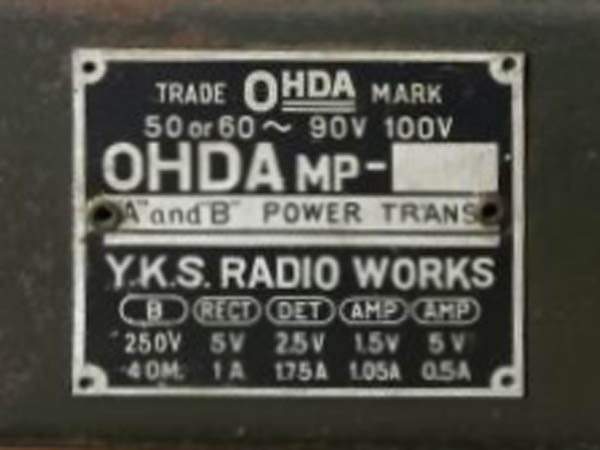 TRADE OHDA MARK
50 or 60~ 90V 100V
OHDA MP-
"A" and "B" POWER TRANS
Y.K.S. RADIO WORKS
B RECT DET AMP AMP
250V 5V 2.5V 1.5V 5V
40M. 1A 1.75A 1.05A 0.5A